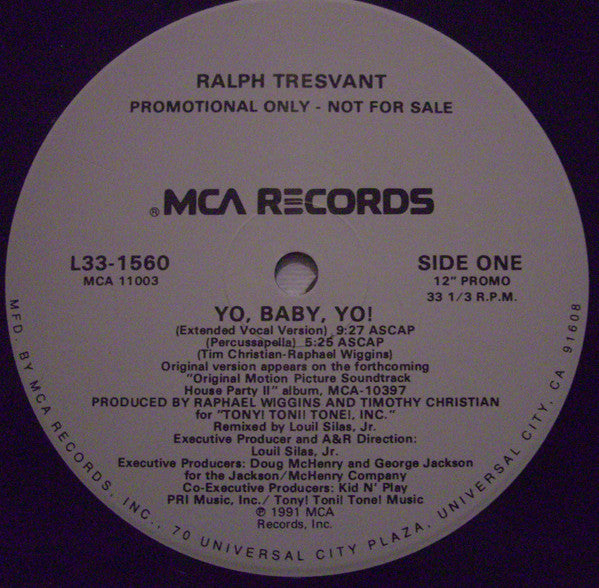 RALPH TRESVANT
PROMOTIONAL ONLY - NOT FOR SALE
®MCA RECORDS
L33-1560
MCA 11003
SIDE ONE
12" PROMO
33 1/3 R.P.M.
YO, BABY, YO!
(Extended Vocal Version) 9:27 ASCAP
(Percussapella) 5:25 ASCAP
(Tim Christian-Raphael Wiggins)
Original version appears on the forthcoming
"Original Motion Picture Soundtrack
House Party II" album, MCA-10397
PRODUCED BY RAPHAEL WIGGINS AND TIMOTHY CHRISTIAN
for "TONY! TONI! TONE!, INC."
Remixed by Louil Silas, Jr.
Executive Producer and A&R Direction:
Louil Silas, Jr.
Executive Producers: Doug McHenry and George Jackson
for the Jackson/McHenry Company
Co-Executive Producers: Kid N' Play
PRI Music, Inc./ Tony! Toni! Tone! Music
℗ 1991 MCA
Records, Inc.
MFD. BY MCA RECORDS, INC., 70 UNIVERSAL CITY PLAZA, UNIVERSAL CITY, CA 91608